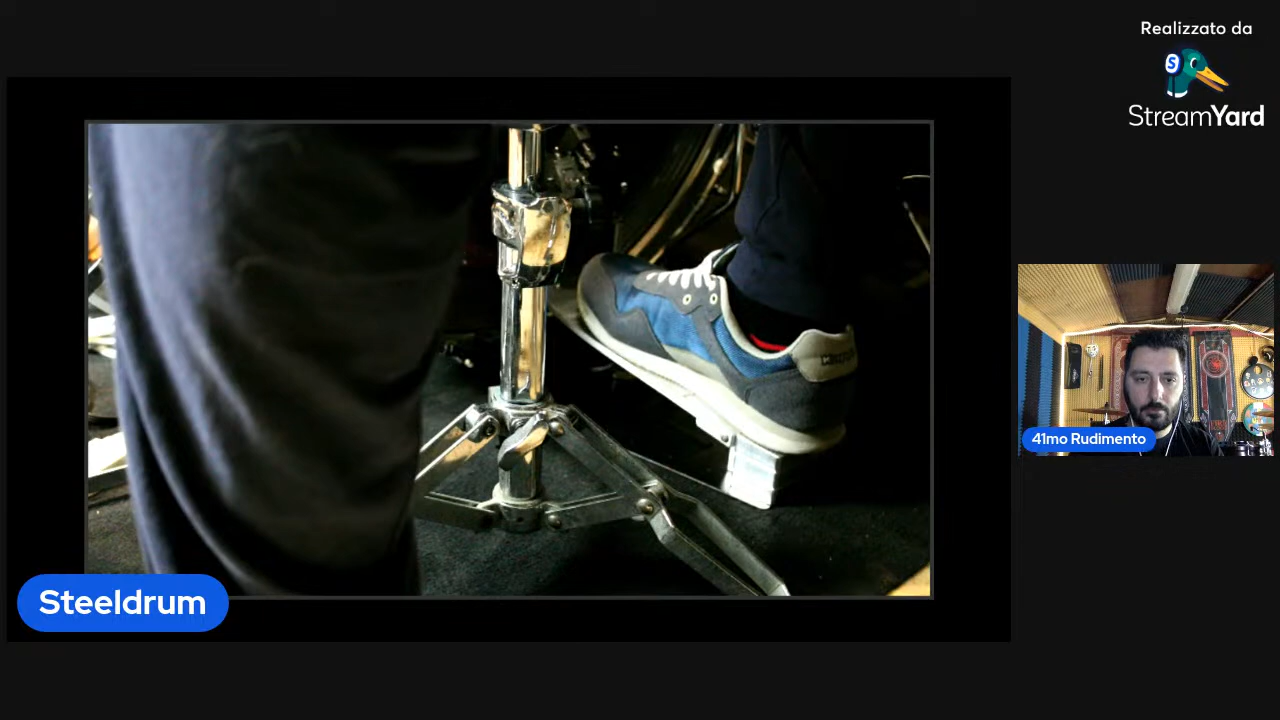 Realizzato da
S
StreamYard
Steeldrum
41mo Rudimento